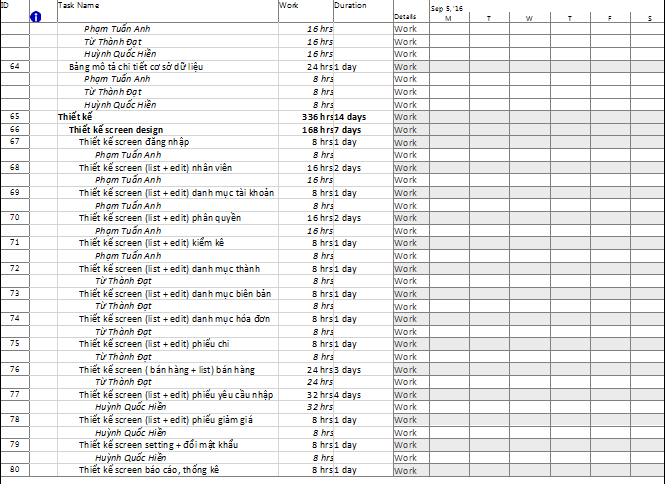 ID Task Name Work Duration Details Sep 5, '16
M T W T F S
Phạm Tuấn Anh 16 hrs Work
Từ Thành Đạt 16 hrs Work
Huỳnh Quốc Hiền 16 hrs Work
64 Bảng mô tả chi tiết cơ sở dữ liệu 24 hrs 1 day Work
Phạm Tuấn Anh 8 hrs Work
Từ Thành Đạt 8 hrs Work
Huỳnh Quốc Hiền 8 hrs Work
65 Thiết kế 336 hrs 14 days Work
66 Thiết kế screen design 168 hrs 7 days Work
67 Thiết kế screen đăng nhập 8 hrs 1 day Work
Phạm Tuấn Anh 8 hrs Work
68 Thiết kế screen (list + edit) nhân viên 16 hrs 2 days Work
Phạm Tuấn Anh 16 hrs Work
69 Thiết kế screen (list + edit) danh mục tài khoản 8 hrs 1 day Work
Phạm Tuấn Anh 8 hrs Work
70 Thiết kế screen (list + edit) phân quyền 16 hrs 2 days Work
Phạm Tuấn Anh 16 hrs Work
71 Thiết kế screen (list + edit) kiểm kê 8 hrs 1 day Work
Phạm Tuấn Anh 8 hrs Work
72 Thiết kế screen (list + edit) danh mục thành 8 hrs 1 day Work
Từ Thành Đạt 8 hrs Work
73 Thiết kế screen (list + edit) danh mục biên bản 8 hrs 1 day Work
Từ Thành Đạt 8 hrs Work
74 Thiết kế screen (list + edit) danh mục hóa đơn 8 hrs 1 day Work
Từ Thành Đạt 8 hrs Work
75 Thiết kế screen (list + edit) phiếu chi 8 hrs 1 day Work
Từ Thành Đạt 8 hrs Work
76 Thiết kế screen ( bán hàng + list) bán hàng 24 hrs 3 days Work
Từ Thành Đạt 24 hrs Work
77 Thiết kế screen (list + edit) phiếu yêu cầu nhập 32 hrs 4 days Work
Huỳnh Quốc Hiền 32 hrs Work
78 Thiết kế screen (list + edit) phiếu giảm giá 8 hrs 1 day Work
Huỳnh Quốc Hiền 8 hrs Work
79 Thiết kế screen setting + đổi mật khẩu 8 hrs 1 day Work
Huỳnh Quốc Hiền 8 hrs Work
80 Thiết kế screen báo cáo, thống kê 8 hrs 1 day Work